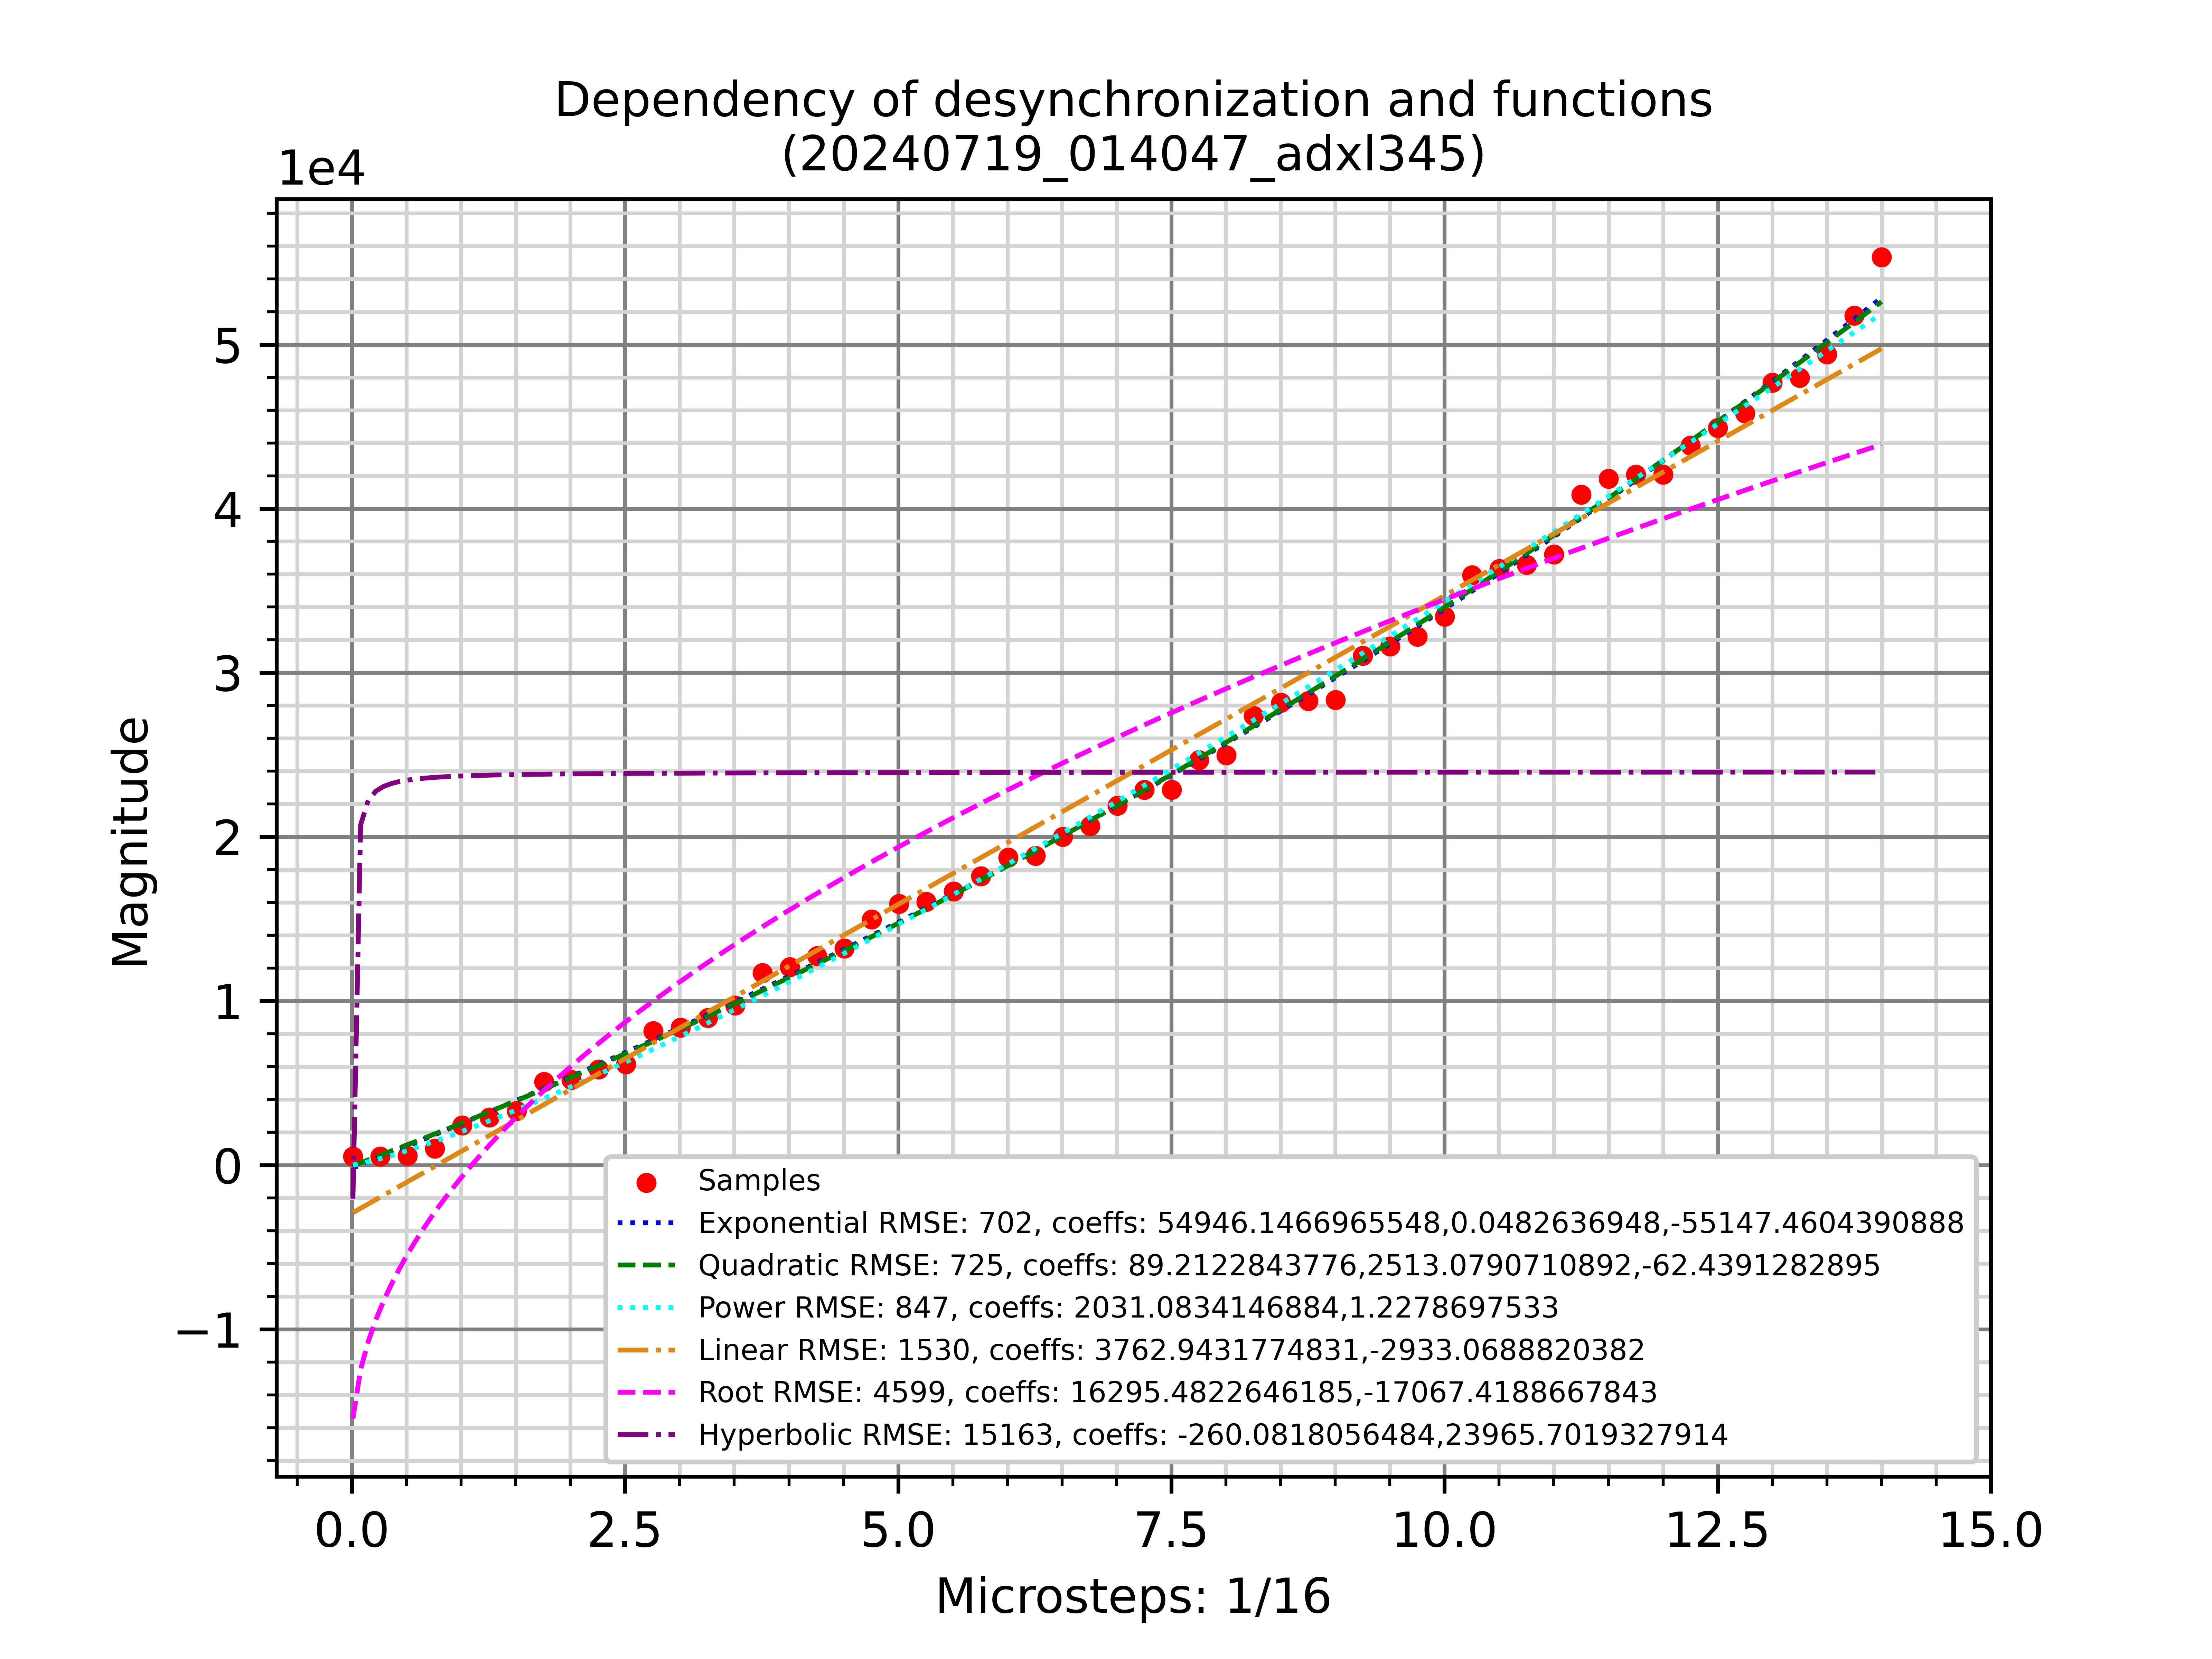 Dependency of desynchronization and functions
(20240719_014047_adxl345)
1e4
5
4
3
2
1
0
−1
Magnitude
Samples
Exponential RMSE: 702, coeffs: 54946.1466965548,0.0482636948,-55147.4604390888
Quadratic RMSE: 725, coeffs: 89.2122843776,2513.0790710892,-62.4391282895
Power RMSE: 847, coeffs: 2031.0834146884,1.2278697533
Linear RMSE: 1530, coeffs: 3762.9431774831,-2933.0688820382
Root RMSE: 4599, coeffs: 16295.4822646185,-17067.4188667843
Hyperbolic RMSE: 15163, coeffs: -260.0818056484,23965.7019327914
0.0 2.5 5.0 7.5 10.0 12.5 15.0
Microsteps: 1/16